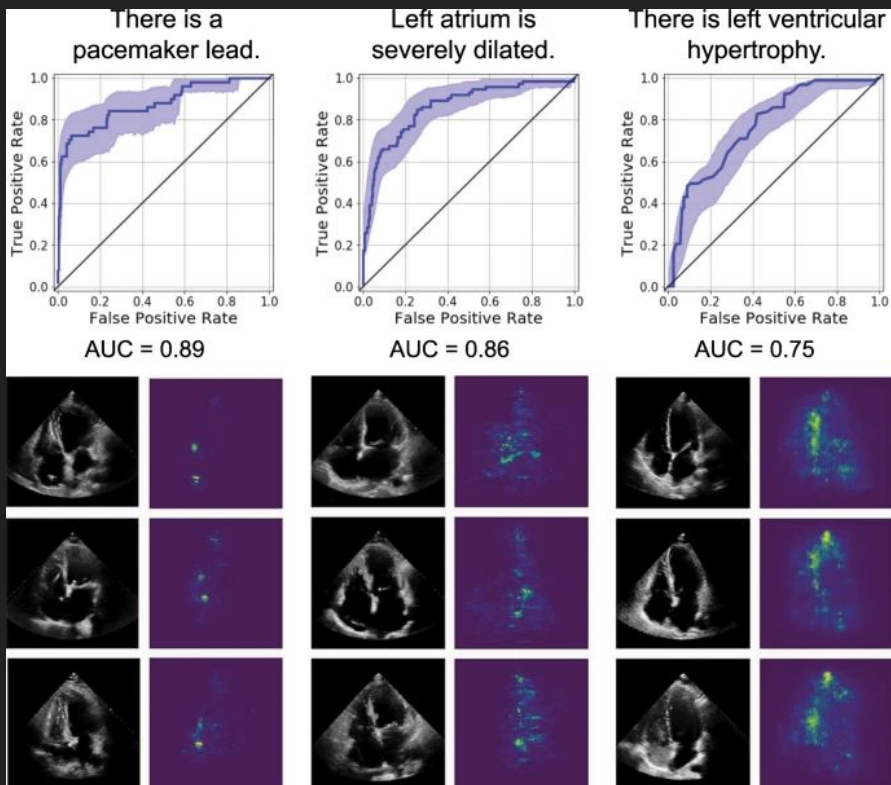 There is a
pacemaker lead.
Left atrium is
severely dilated.
There is left ventricular
hypertrophy.
1.0
0.8
0.6
0.4
0.2
0.0
True Positive Rate
0.0 0.2 0.4 0.6 0.8 1.0
False Positive Rate
AUC = 0.89
1.0
0.8
0.6
0.4
0.2
0.0
True Positive Rate
0.0 0.2 0.4 0.6 0.8 1.0
False Positive Rate
AUC = 0.86
1.0
0.8
0.6
0.4
0.2
0.0
True Positive Rate
0.0 0.2 0.4 0.6 0.8 1.0
False Positive Rate
AUC = 0.75